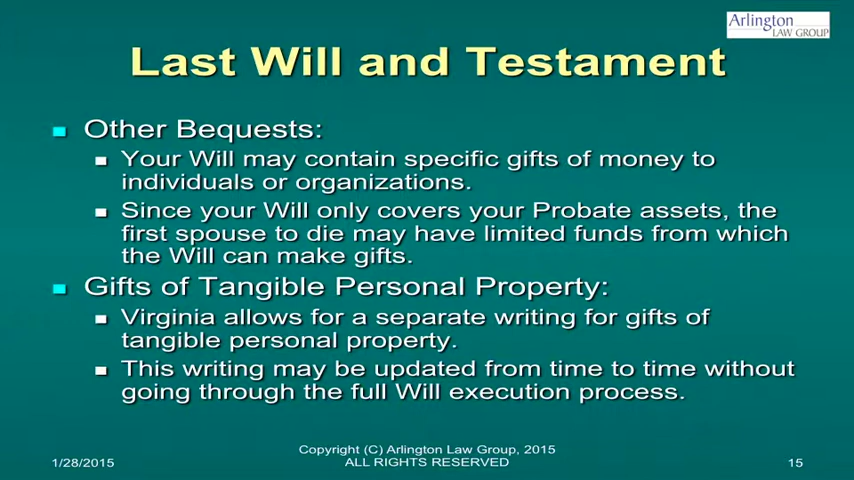 Arlington
LAW GROUP
Last Will and Testament
Other Bequests:
Your Will may contain specific gifts of money to
individuals or organizations.
Since your Will only covers your Probate assets, the
first spouse to die may have limited funds from which
the Will can make gifts.
Gifts of Tangible Personal Property:
Virginia allows for a separate writing for gifts of
tangible personal property.
This writing may be updated from time to time without
going through the full Will execution process.
1/28/2015
Copyright (C) Arlington Law Group, 2015
ALL RIGHTS RESERVED
15